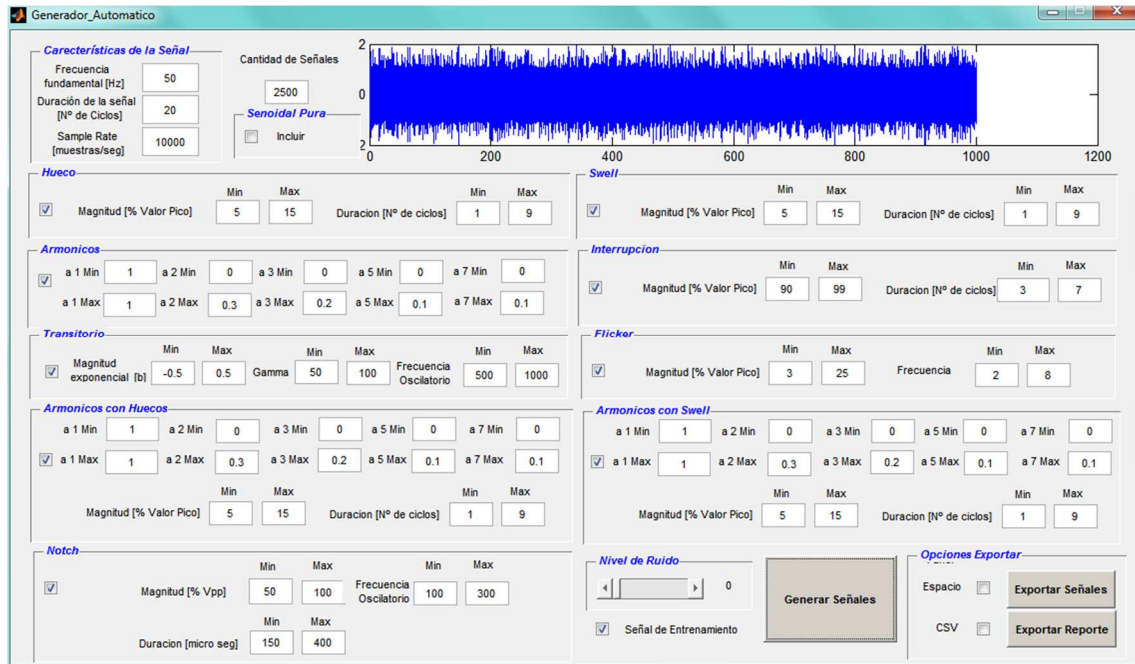 Generador_Automatico
Carecterísticas de la Señal
Frecuencia fundamental [Hz] 50
Duración de la señal [Nº de Ciclos] 20
Sample Rate [muestras/seg] 10000
Cantidad de Señales
2500
Senoidal Pura
Incluir
2
0
2
0 200 400 600 800 1000 1200
Hueco
Min Max Min Max
Magnitud [% Valor Pico] 5 15 Duracion [Nº de ciclos] 1 9
Swell
Min Max Min Max
Magnitud [% Valor Pico] 5 15 Duracion [Nº de ciclos] 1 9
Armonicos
a 1 Min 1 a 2 Min 0 a 3 Min 0 a 5 Min 0 a 7 Min 0
a 1 Max 1 a 2 Max 0.3 a 3 Max 0.2 a 5 Max 0.1 a 7 Max 0.1
Interrupcion
Min Max Min Max
Magnitud [% Valor Pico] 90 99 Duracion [Nº de ciclos] 3 7
Transitorio
Min Max Min Max Min Max
Magnitud exponencial [b] -0.5 0.5 Gamma 50 100 Frecuencia Oscilatorio 500 1000
Flicker
Min Max Min Max
Magnitud [% Valor Pico] 3 25 Frecuencia 2 8
Armonicos con Huecos
a 1 Min 1 a 2 Min 0 a 3 Min 0 a 5 Min 0 a 7 Min 0
a 1 Max 1 a 2 Max 0.3 a 3 Max 0.2 a 5 Max 0.1 a 7 Max 0.1
Min Max Min Max
Magnitud [% Valor Pico] 5 15 Duracion [Nº de ciclos] 1 9
Armonicos con Swell
a 1 Min 1 a 2 Min 0 a 3 Min 0 a 5 Min 0 a 7 Min 0
a 1 Max 1 a 2 Max 0.3 a 3 Max 0.2 a 5 Max 0.1 a 7 Max 0.1
Min Max Min Max
Magnitud [% Valor Pico] 5 15 Duracion [Nº de ciclos] 1 9
Notch
Min Max Min Max
Magnitud [% Vpp] 50 100 Frecuencia Oscilatorio 100 300
Min Max
Duracion [micro seg] 150 400
Nivel de Ruido
0
Señal de Entrenamiento
Generar Señales
Opciones Exportar
Espacio Exportar Señales
CSV Exportar Reporte